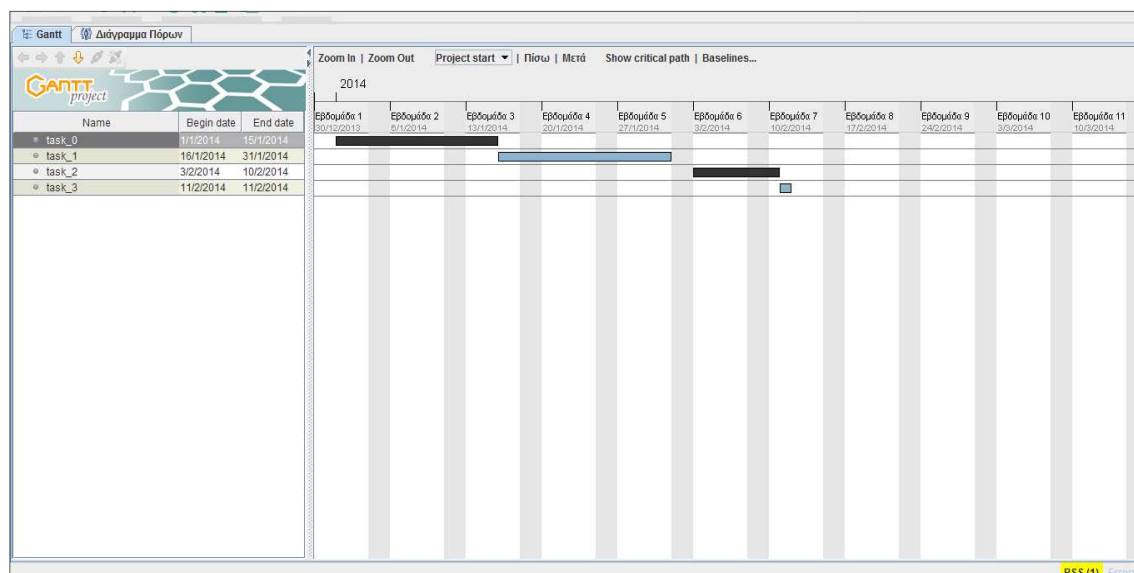 Gantt Διάγραμμα Πόρων
Zoom In | Zoom Out Project start | Πίσω | Μετά Show critical path | Baselines...
GANTT project
2014
Εβδομάδα 1 Εβδομάδα 2 Εβδομάδα 3 Εβδομάδα 4 Εβδομάδα 5 Εβδομάδα 6 Εβδομάδα 7 Εβδομάδα 8 Εβδομάδα 9 Εβδομάδα 10 Εβδομάδα 11
30/12/2013 6/1/2014 13/1/2014 20/1/2014 27/1/2014 3/2/2014 10/2/2014 17/2/2014 24/2/2014 3/3/2014 10/3/2014
Name Begin date End date
task_0 1/1/2014 15/1/2014
task_1 16/1/2014 31/1/2014
task_2 3/2/2014 10/2/2014
task_3 11/2/2014 11/2/2014
RSS (1)